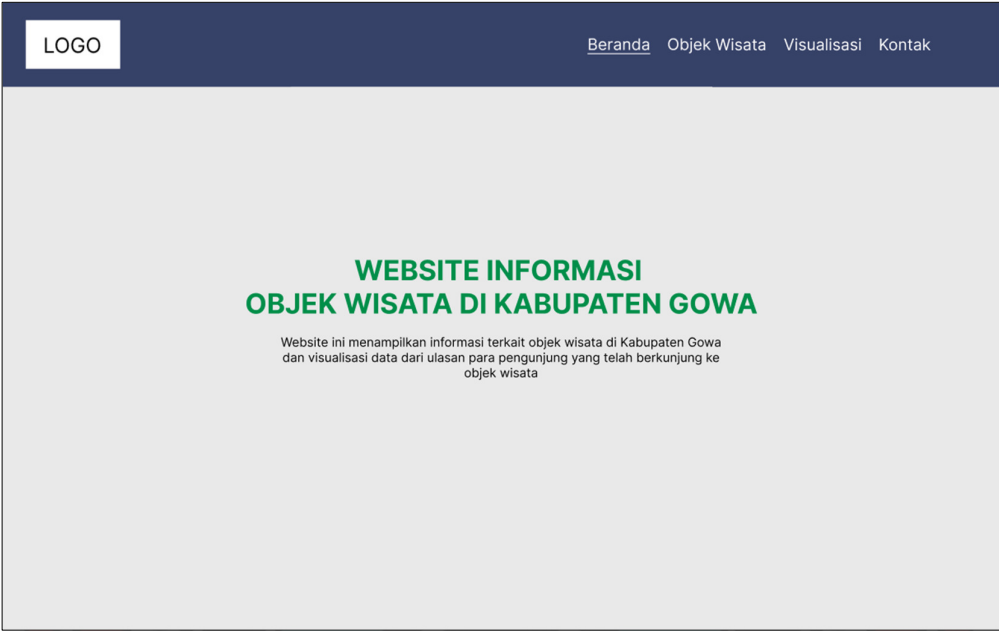 LOGO
Beranda Objek Wisata Visualisasi Kontak
WEBSITE INFORMASI
OBJEK WISATA DI KABUPATEN GOWA
Website ini menampilkan informasi terkait objek wisata di Kabupaten Gowa
dan visualisasi data dari ulasan para pengunjung yang telah berkunjung ke
objek wisata